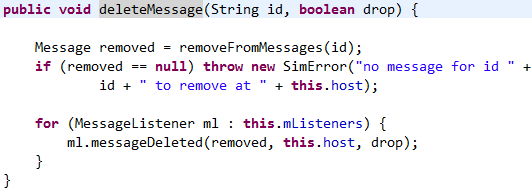 public void deleteMessage(String id, boolean drop) {
Message removed = removeFromMessages(id);
if (removed == null) throw new SimError("no message for id " +
id + " to remove at " + this.host);
for (MessageListener ml : this.mListeners) {
ml.messageDeleted(removed, this.host, drop);
}
}